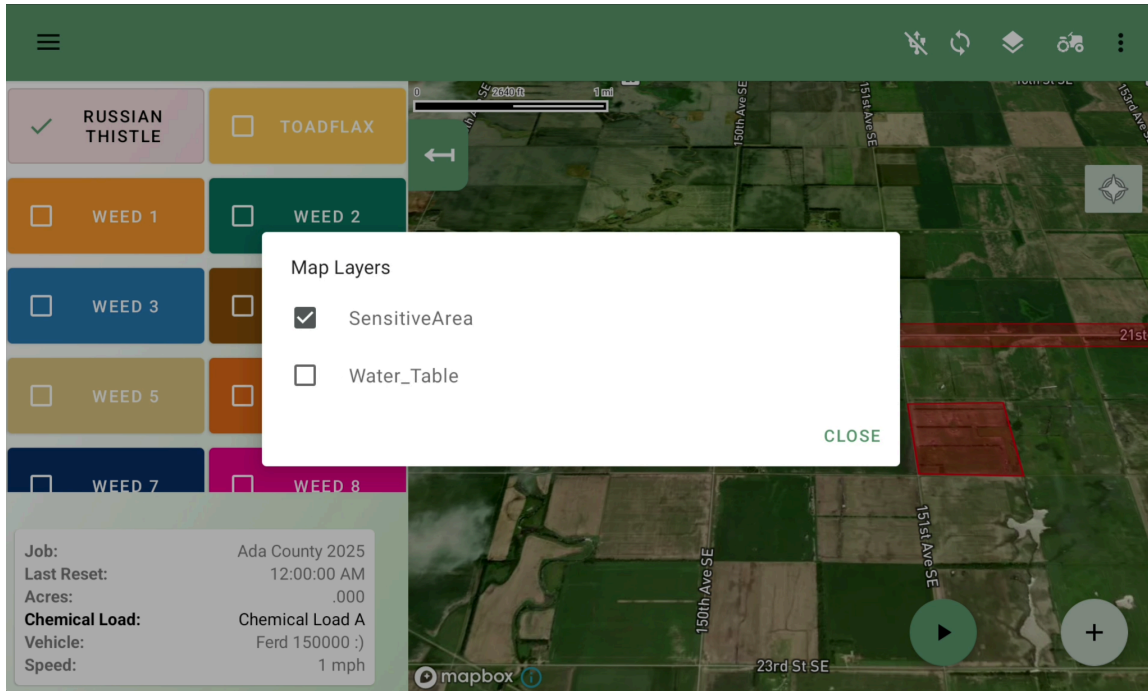 RUSSIAN
THISTLE
TOADFLAX
WEED 1
WEED 2
WEED 3
WEED 5
WEED 7
WEED 8
Job: Ada County 2025
Last Reset: 12:00:00 AM
Acres: .000
Chemical Load: Chemical Load A
Vehicle: Ferd 150000 :)
Speed: 1 mph
0 2640 ft 1 mi
150th Ave SE
151st Ave SE
153rd Ave
Map Layers
SensitiveArea
Water_Table
CLOSE
21st
151st Ave SE
150th Ave SE
23rd St SE
mapbox